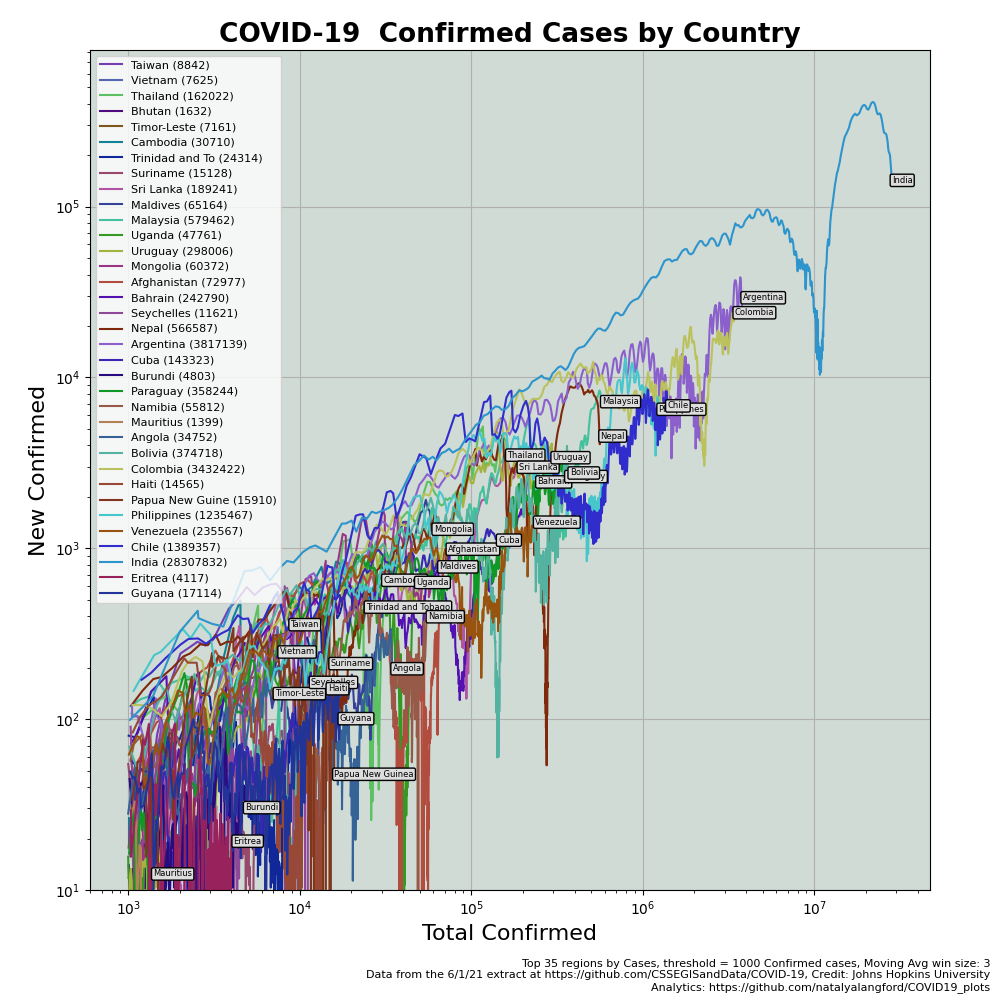 COVID-19  Confirmed Cases by Country
Taiwan (8842)
Vietnam (7625)
Thailand (162022)
Bhutan (1632)
Timor-Leste (7161)
Cambodia (30710)
Trinidad and To (24314)
Suriname (15128)
Sri Lanka (189241)
Maldives (65164)
Malaysia (579462)
Uganda (47761)
Uruguay (298006)
Mongolia (60372)
Afghanistan (72977)
Bahrain (242790)
Seychelles (11621)
Nepal (566587)
Argentina (3817139)
Cuba (143323)
Burundi (4803)
Paraguay (358244)
Namibia (55812)
Mauritius (1399)
Angola (34752)
Bolivia (374718)
Colombia (3432422)
Haiti (14565)
Papua New Guine (15910)
Philippines (1235467)
Venezuela (235567)
Chile (1389357)
India (28307832)
Eritrea (4117)
Guyana (17114)
India
Argentina
Colombia
Malaysia
Chile
Nepal
Thailand
Uruguay
Sri Lanka
Bolivia
Bahrain
Mongolia
Venezuela
Cuba
Afghanistan
Maldives
Uganda
Trinidad and Tobago
Namibia
Taiwan
Vietnam
Suriname
Angola
Seychelles
Timor-Leste
Haiti
Guyana
Papua New Guinea
Burundi
Eritrea
Mauritius
New Confirmed
10^5
10^4
10^3
10^2
10^1
10^3
10^4
10^5
10^6
10^7
Total Confirmed
Top 35 regions by Cases, threshold = 1000 Confirmed cases, Moving Avg win size: 3
Data from the 6/1/21 extract at https://github.com/CSSEGISandData/COVID-19, Credit: Johns Hopkins University
Analytics: https://github.com/natalyalangford/COVID19_plots